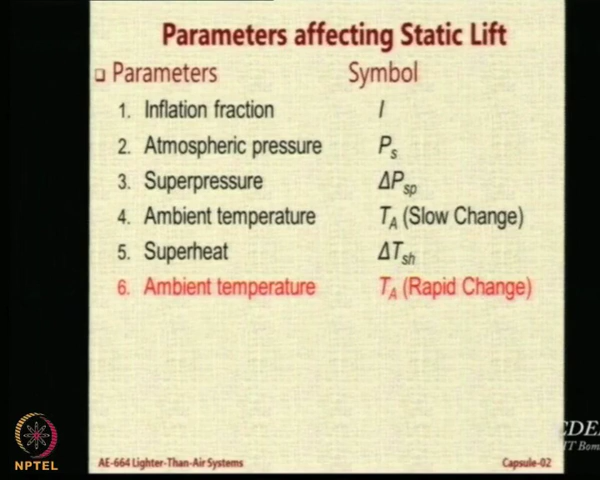 Parameters affecting Static Lift
Parameters Symbol
1. Inflation fraction I
2. Atmospheric pressure Ps
3. Superpressure ΔPsp
4. Ambient temperature TA (Slow Change)
5. Superheat ΔTsh
6. Ambient temperature TA (Rapid Change)
NPTEL
AE-664 Lighter-Than-Air Systems Capsule-02